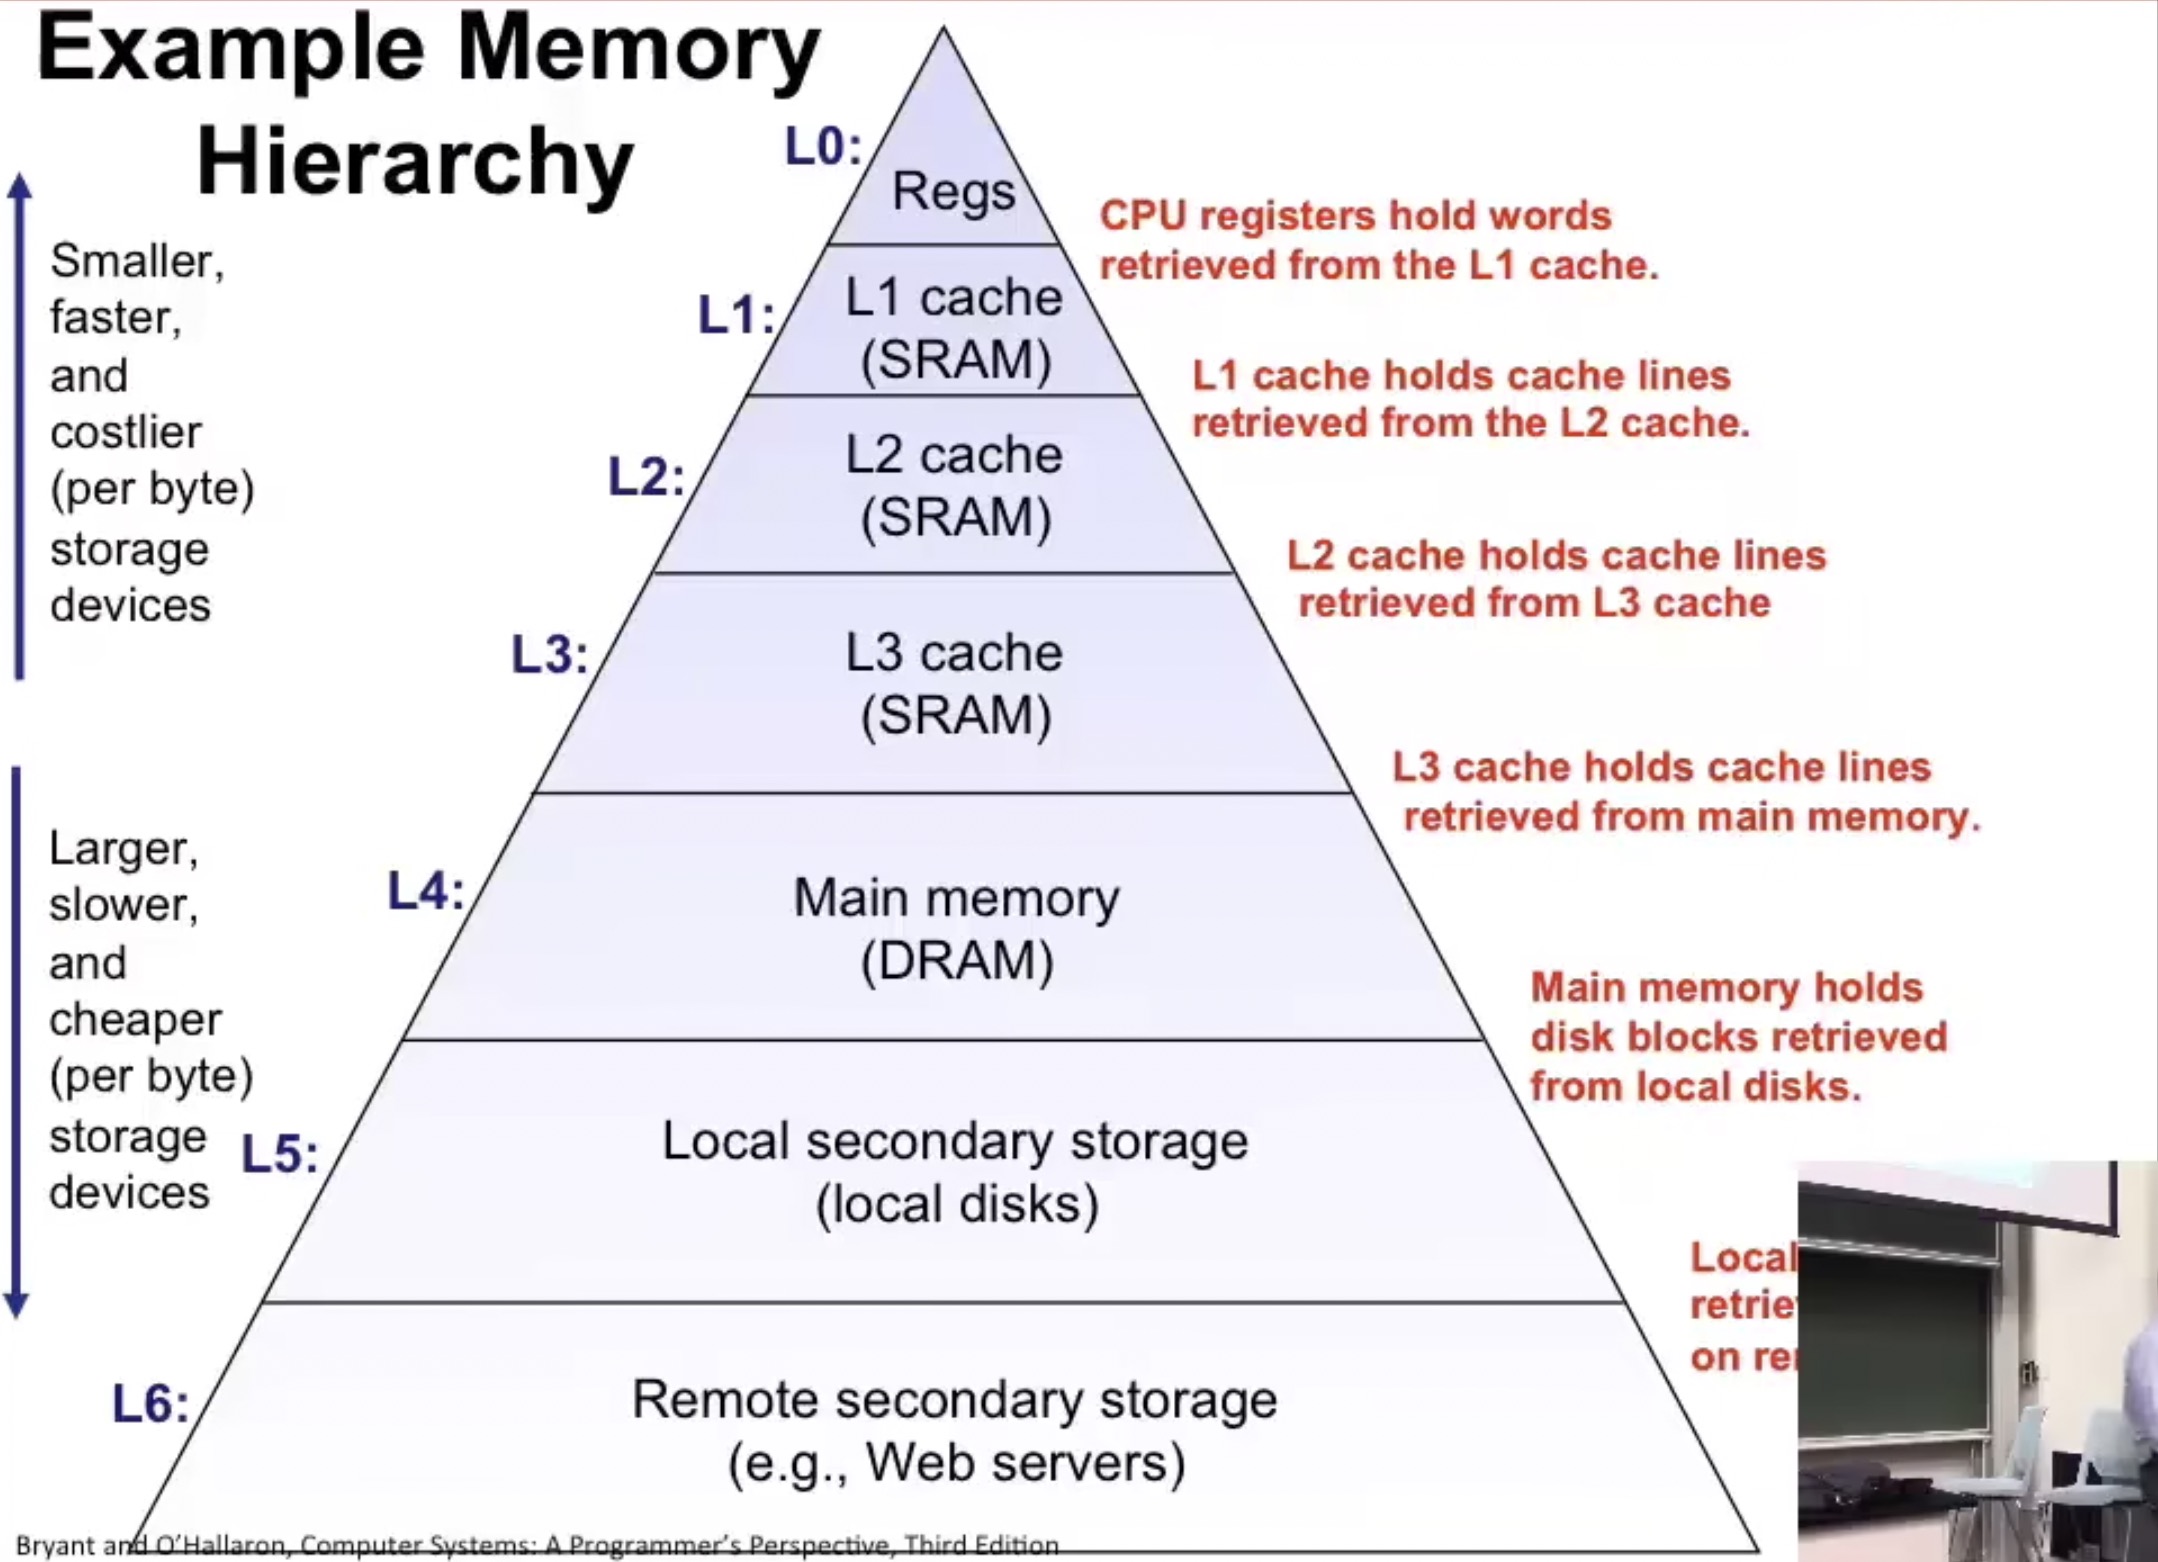 Example Memory
Hierarchy
Smaller,
faster,
and
costlier
(per byte)
storage
devices
Larger,
slower,
and
cheaper
(per byte)
storage
devices
L0:
Regs
CPU registers hold words
retrieved from the L1 cache.
L1:
L1 cache
(SRAM)
L1 cache holds cache lines
retrieved from the L2 cache.
L2:
L2 cache
(SRAM)
L2 cache holds cache lines
retrieved from L3 cache
L3:
L3 cache
(SRAM)
L3 cache holds cache lines
retrieved from main memory.
L4:
Main memory
(DRAM)
Main memory holds
disk blocks retrieved
from local disks.
L5:
Local secondary storage
(local disks)
Local
on
L6:
Remote secondary storage
(e.g., Web servers)
Bryant and O'Hallaron, Computer Systems: A Programmer's Perspective, Third Edition